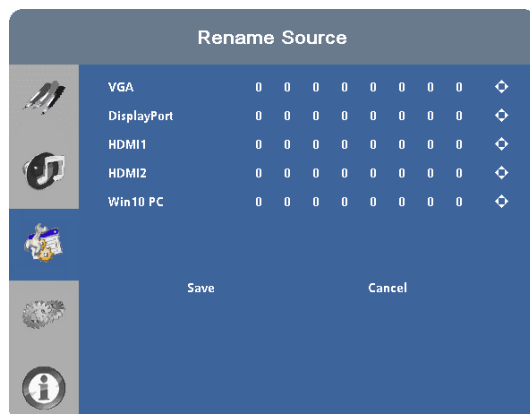 Rename Source
VGA 0 0 0 0 0 0 0 0
DisplayPort 0 0 0 0 0 0 0 0
HDMI1 0 0 0 0 0 0 0 0
HDMI2 0 0 0 0 0 0 0 0
Win10 PC 0 0 0 0 0 0 0 0
Save Cancel